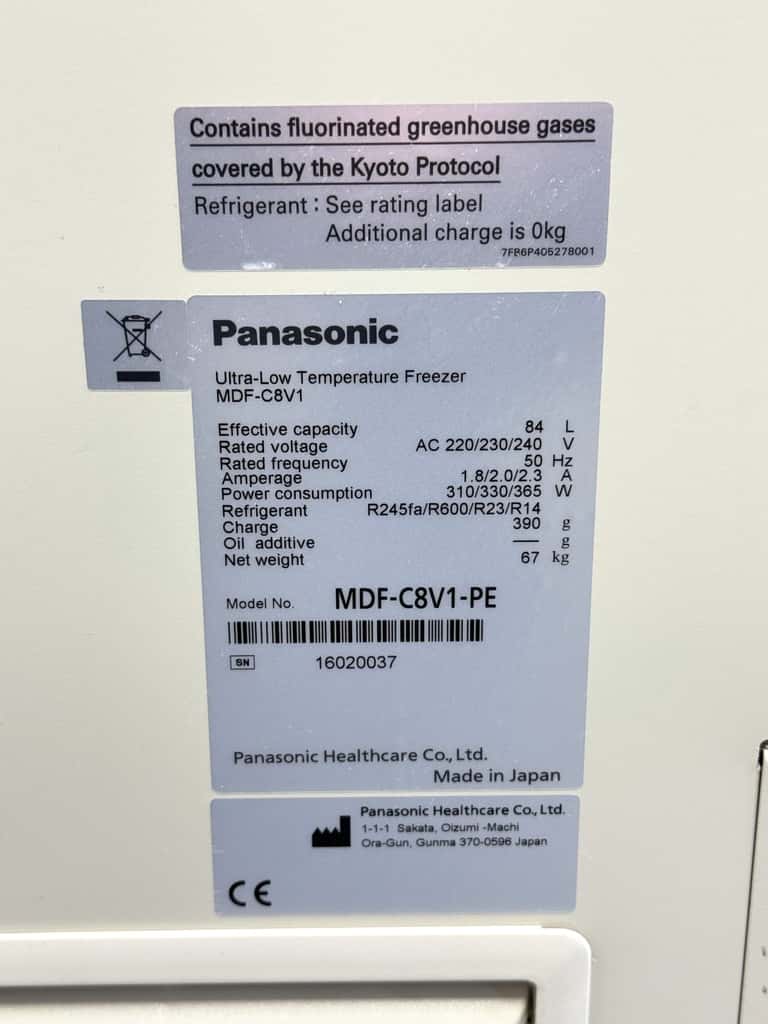 Contains fluorinated greenhouse gases
covered by the Kyoto Protocol
Refrigerant : See rating label
Additional charge is 0kg
7FB6P405278001
Panasonic
Ultra-Low Temperature Freezer
MDF-C8V1
Effective capacity 84 L
Rated voltage AC 220/230/240 V
Rated frequency 50 Hz
Amperage 1.8/2.0/2.3 A
Power consumption 310/330/365 W
Refrigerant R245fa/R600/R23/R14
Charge 390 g
Oil additive — g
Net weight 67 kg
Model No. MDF-C8V1-PE
SN 16020037
Panasonic Healthcare Co., Ltd.
Made in Japan
Panasonic Healthcare Co., Ltd.
1-1-1 Sakata, Oizumi -Machi
Ora-Gun, Gunma 370-0596 Japan
CE